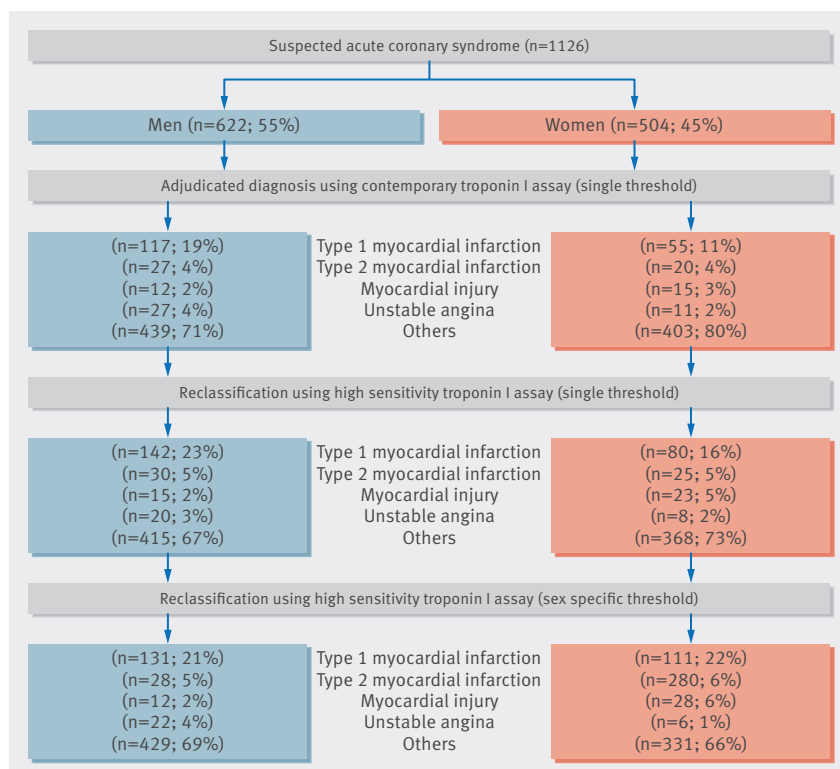 Suspected acute coronary syndrome (n=1126)
Men (n=622; 55%) Women (n=504; 45%)
Adjudicated diagnosis using contemporary troponin I assay (single threshold)
(n=117; 19%) Type 1 myocardial infarction (n=55; 11%)
(n=27; 4%) Type 2 myocardial infarction (n=20; 4%)
(n=12; 2%) Myocardial injury (n=15; 3%)
(n=27; 4%) Unstable angina (n=11; 2%)
(n=439; 71%) Others (n=403; 80%)
Reclassification using high sensitivity troponin I assay (single threshold)
(n=142; 23%) Type 1 myocardial infarction (n=80; 16%)
(n=30; 5%) Type 2 myocardial infarction (n=25; 5%)
(n=15; 2%) Myocardial injury (n=23; 5%)
(n=20; 3%) Unstable angina (n=8; 2%)
(n=415; 67%) Others (n=368; 73%)
Reclassification using high sensitivity troponin I assay (sex specific threshold)
(n=131; 21%) Type 1 myocardial infarction (n=111; 22%)
(n=28; 5%) Type 2 myocardial infarction (n=280; 6%)
(n=12; 2%) Myocardial injury (n=28; 6%)
(n=22; 4%) Unstable angina (n=6; 1%)
(n=429; 69%) Others (n=331; 66%)